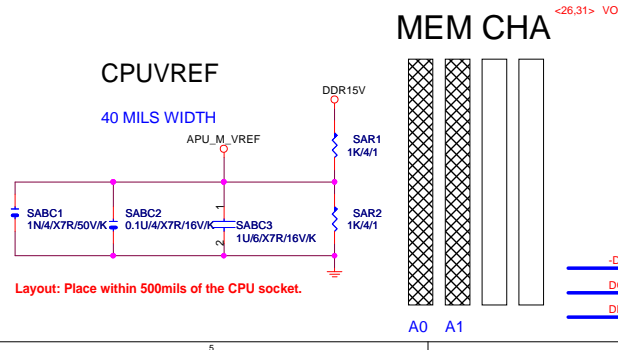 <26,31> VO
MEM CHA
CPUVREF
DDR15V
40 MILS WIDTH
APU_M_VREF
SAR1
1K/4/1
1
SABC1
1N/4/X7R/50V/K
SABC2
0.1U/4/X7R/16V/K
SABC3
1U/6/X7R/16V/K
2
SAR2
1K/4/1
Layout: Place within 500mils of the CPU socket.
A0 A1
5